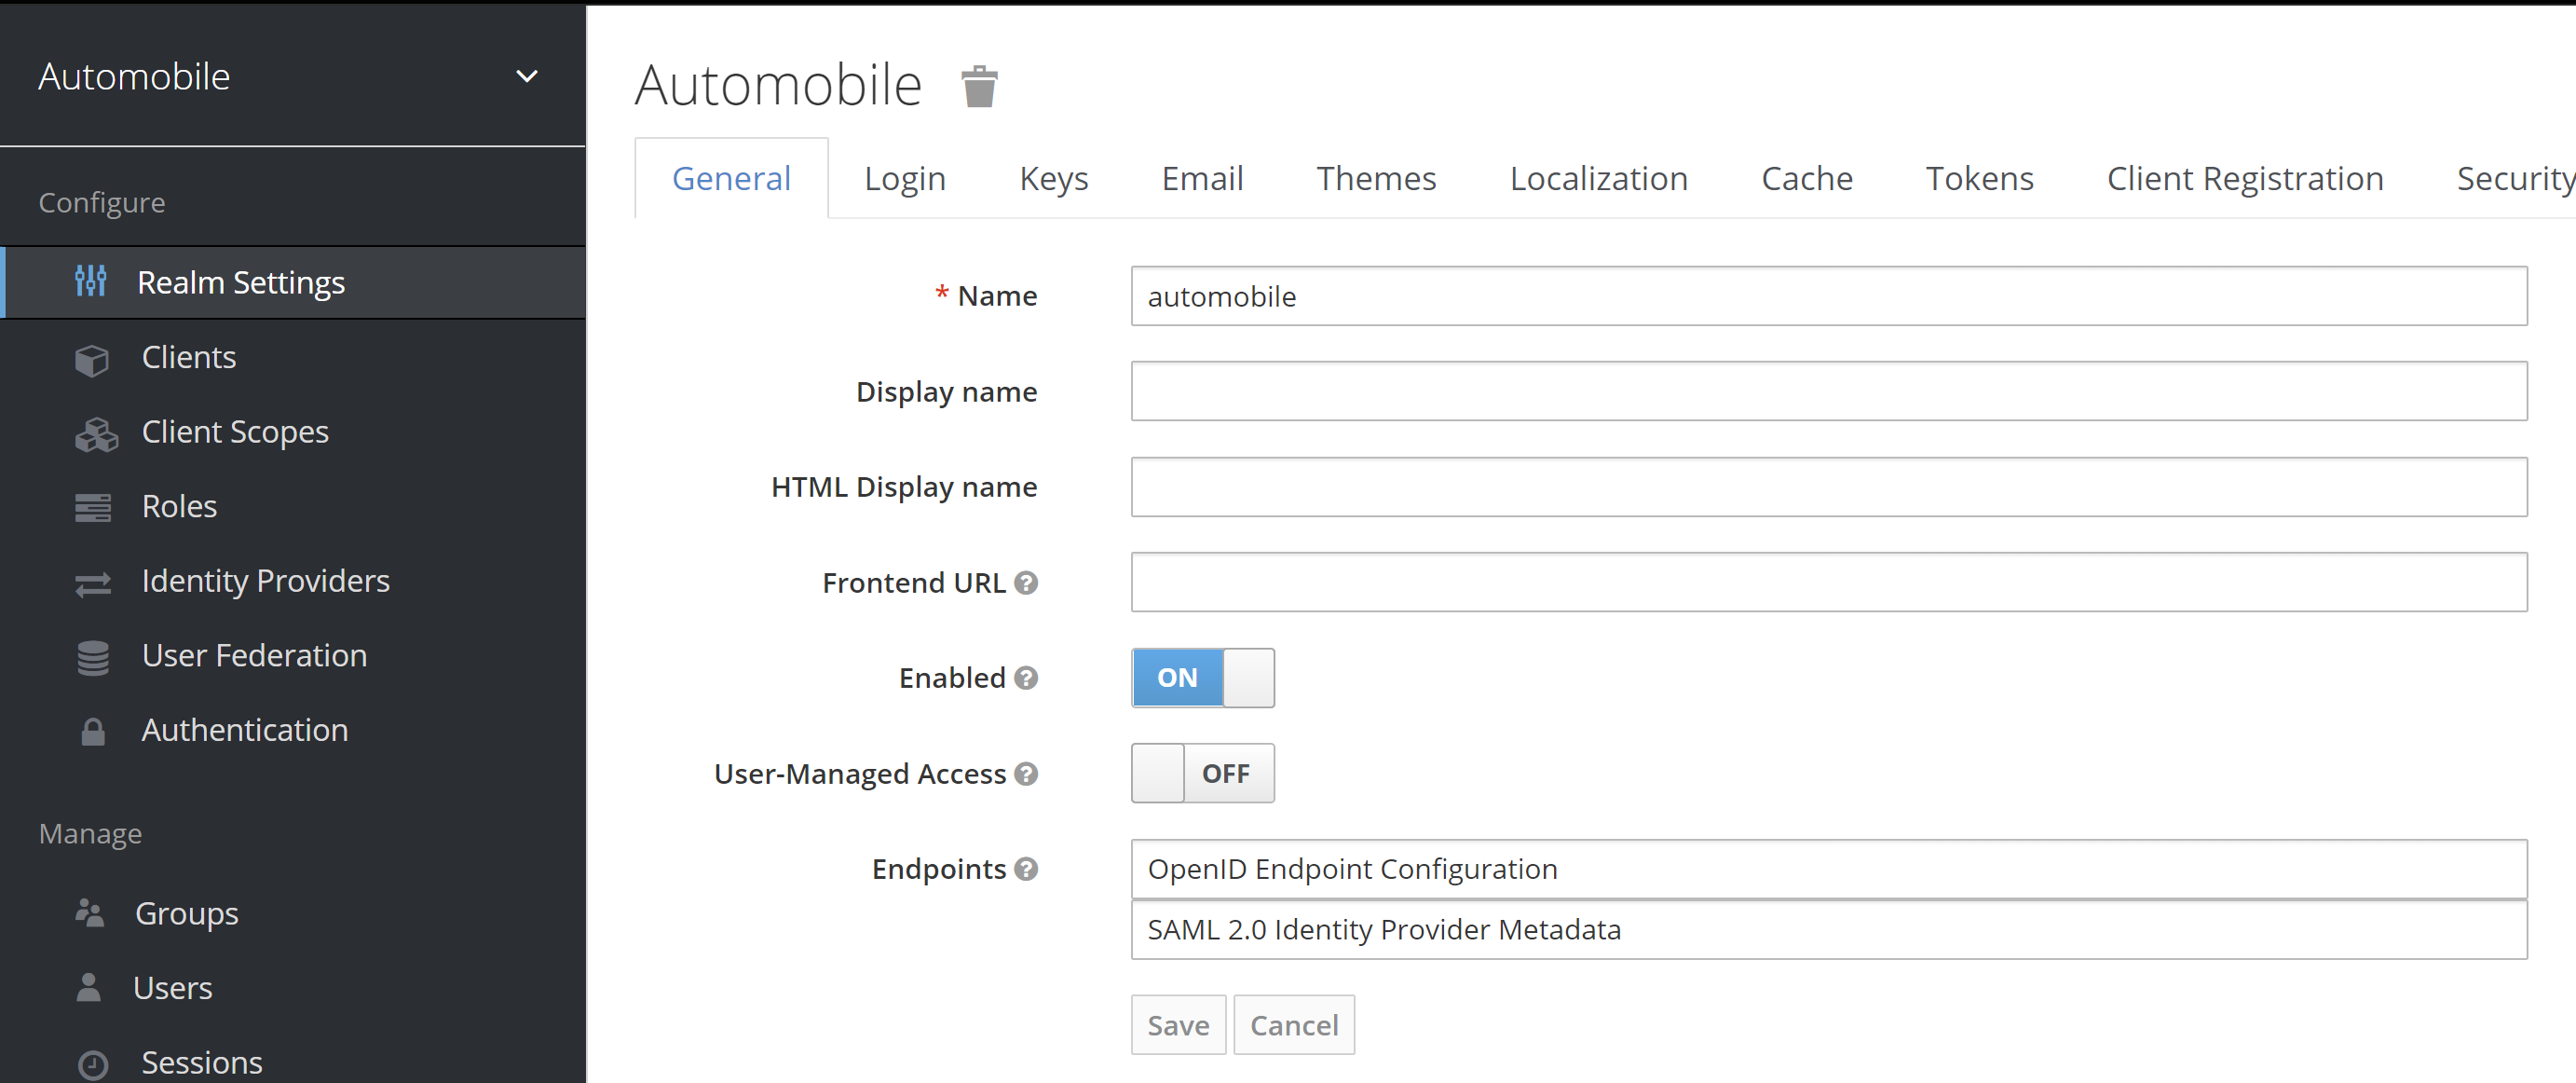 Automobile
Configure
Realm Settings
Clients
Client Scopes
Roles
Identity Providers
User Federation
Authentication
Manage
Groups
Users
Sessions
Automobile
General Login Keys Email Themes Localization Cache Tokens Client Registration Security
* Name automobile
Display name
HTML Display name
Frontend URL ?
Enabled ? ON
User-Managed Access ? OFF
Endpoints ? OpenID Endpoint Configuration
SAML 2.0 Identity Provider Metadata
Save Cancel